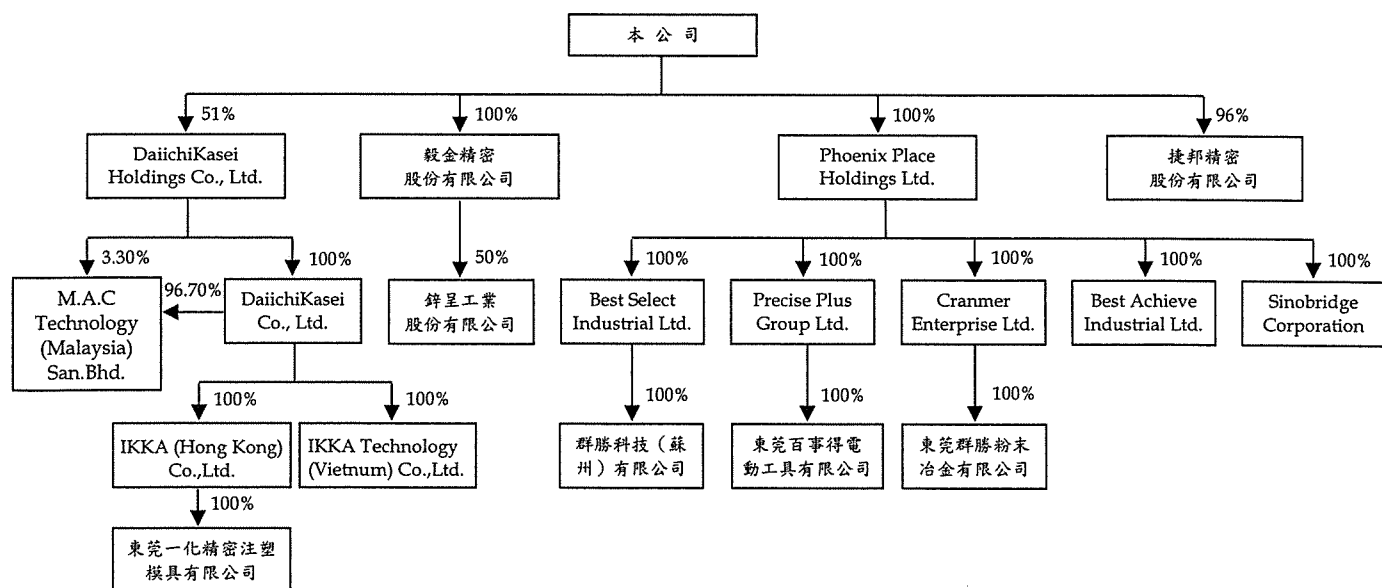 本公司
51%
100%
100%
96%
DaiichiKasei
Holdings Co., Ltd.
毅金精密
股份有限公司
Phoenix Place
Holdings Ltd.
捷邦精密
股份有限公司
3.30%
100%
50%
100%
100%
100%
100%
100%
M.A.C
Technology
(Malaysia)
San.Bhd.
96.70%
DaiichiKasei
Co., Ltd.
鋅呈工業
股份有限公司
Best Select
Industrial Ltd.
Precise Plus
Group Ltd.
Cranmer
Enterprise Ltd.
Best Achieve
Industrial Ltd.
Sinobridge
Corporation
100%
100%
100%
100%
100%
IKKA (Hong Kong)
Co.,Ltd.
IKKA Technology
(Vietnum) Co.,Ltd.
群勝科技（蘇
州）有限公司
東莞百事得電
動工具有限公司
東莞群勝粉末
冶金有限公司
100%
東莞一化精密注塑
模具有限公司